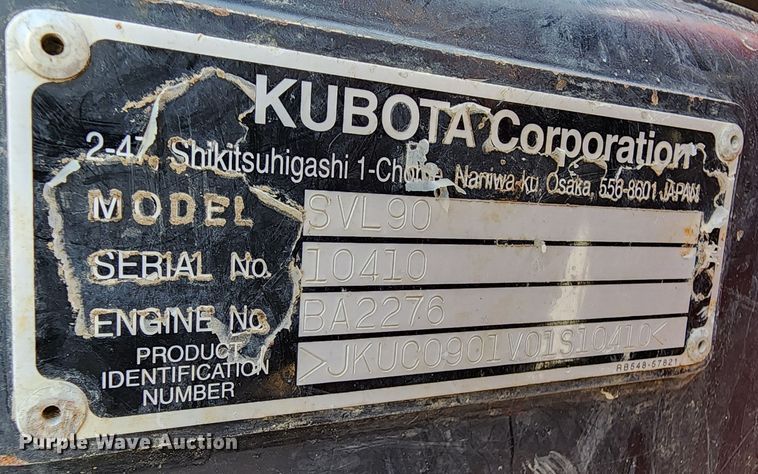 KUBOTA Corporation
2-47, Shikitsuhigashi 1-Chome, Naniwa-ku, Osaka, 556-8601 JAPAN
MODEL SVL90
SERIAL No. 10410
ENGINE No. BA2276
PRODUCT IDENTIFICATION NUMBER >JKUC0901V01S10410<
RB548-57821
Purple Wave Auction